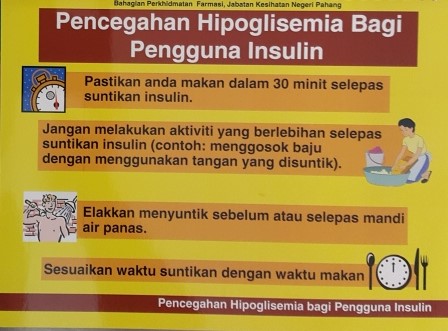 Bahagian Perkhidmatan Farmasi, Jabatan Kesihatan Negeri Pahang
Pencegahan Hipoglisemia Bagi
Pengguna Insulin
Pastikan anda makan dalam 30 minit selepas
suntikan insulin.
Jangan melakukan aktiviti yang berlebihan selepas
suntikan insulin (contoh: menggosok baju
dengan menggunakan tangan yang disuntik).
Elakkan menyuntik sebelum atau selepas mandi
air panas.
Sesuaikan waktu suntikan dengan waktu makan
Pencegahan Hipoglisemia bagi Pengguna Insulin